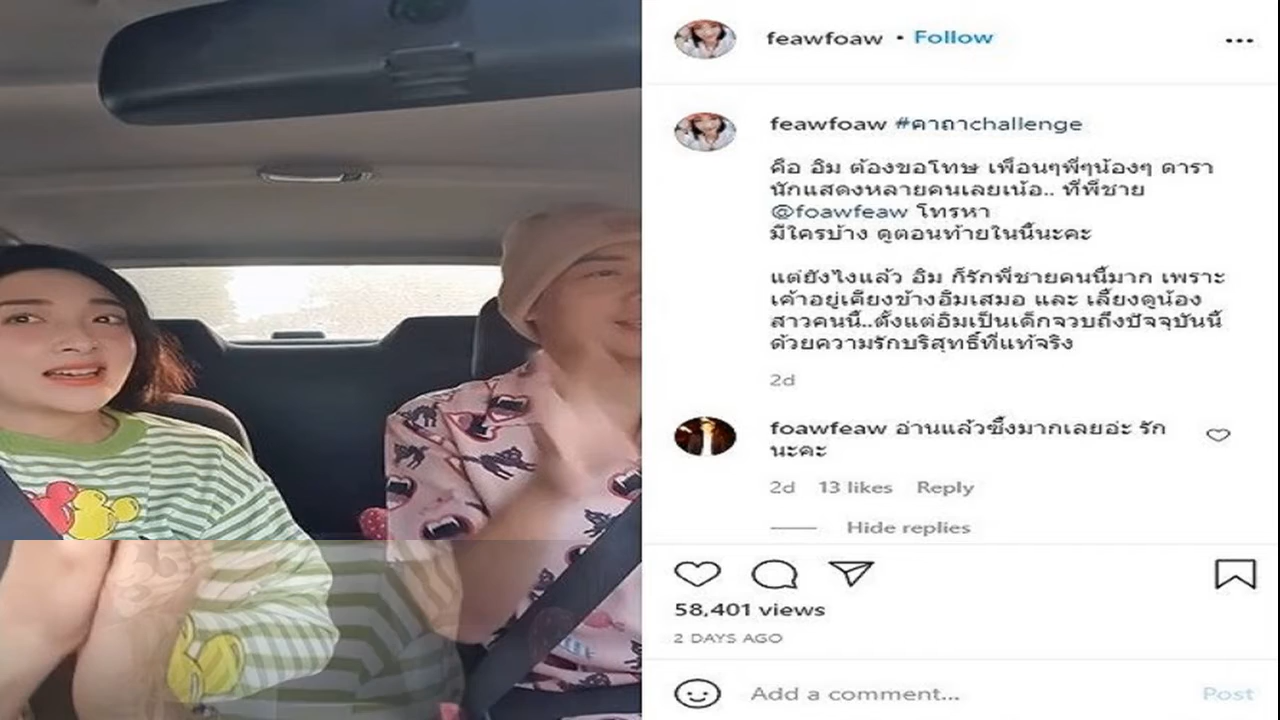 feawfoaw • Follow
feawfoaw #คาถาchallenge
คือ อิม ต้องขอโทษ เพื่อนๆพี่ๆน้องๆ ดารา
นักแสดงหลายคนเลยเน้อ.. ที่พี่ชาย
@foawfeaw โทรหา
มีใครบ้าง ดูตอนท้ายในนี้นะคะ
แต่ยังไงแล้ว อิม ก็รักพี่ชายคนนี้มาก เพราะ
เค้าอยู่เคียงข้างอิมเสมอ และ เลี้ยงดูน้อง
สาวคนนี้..ตั้งแต่อิมเป็นเด็กจวบถึงปัจจุบันนี้
ด้วยความรักบริสุทธิ์ที่แท้จริง
2d
foawfeaw อ่านแล้วซึ้งมากเลยอ่ะ รัก
นะคะ
2d 13 likes Reply
Hide replies
58,401 views
2 DAYS AGO
Add a comment...
Post